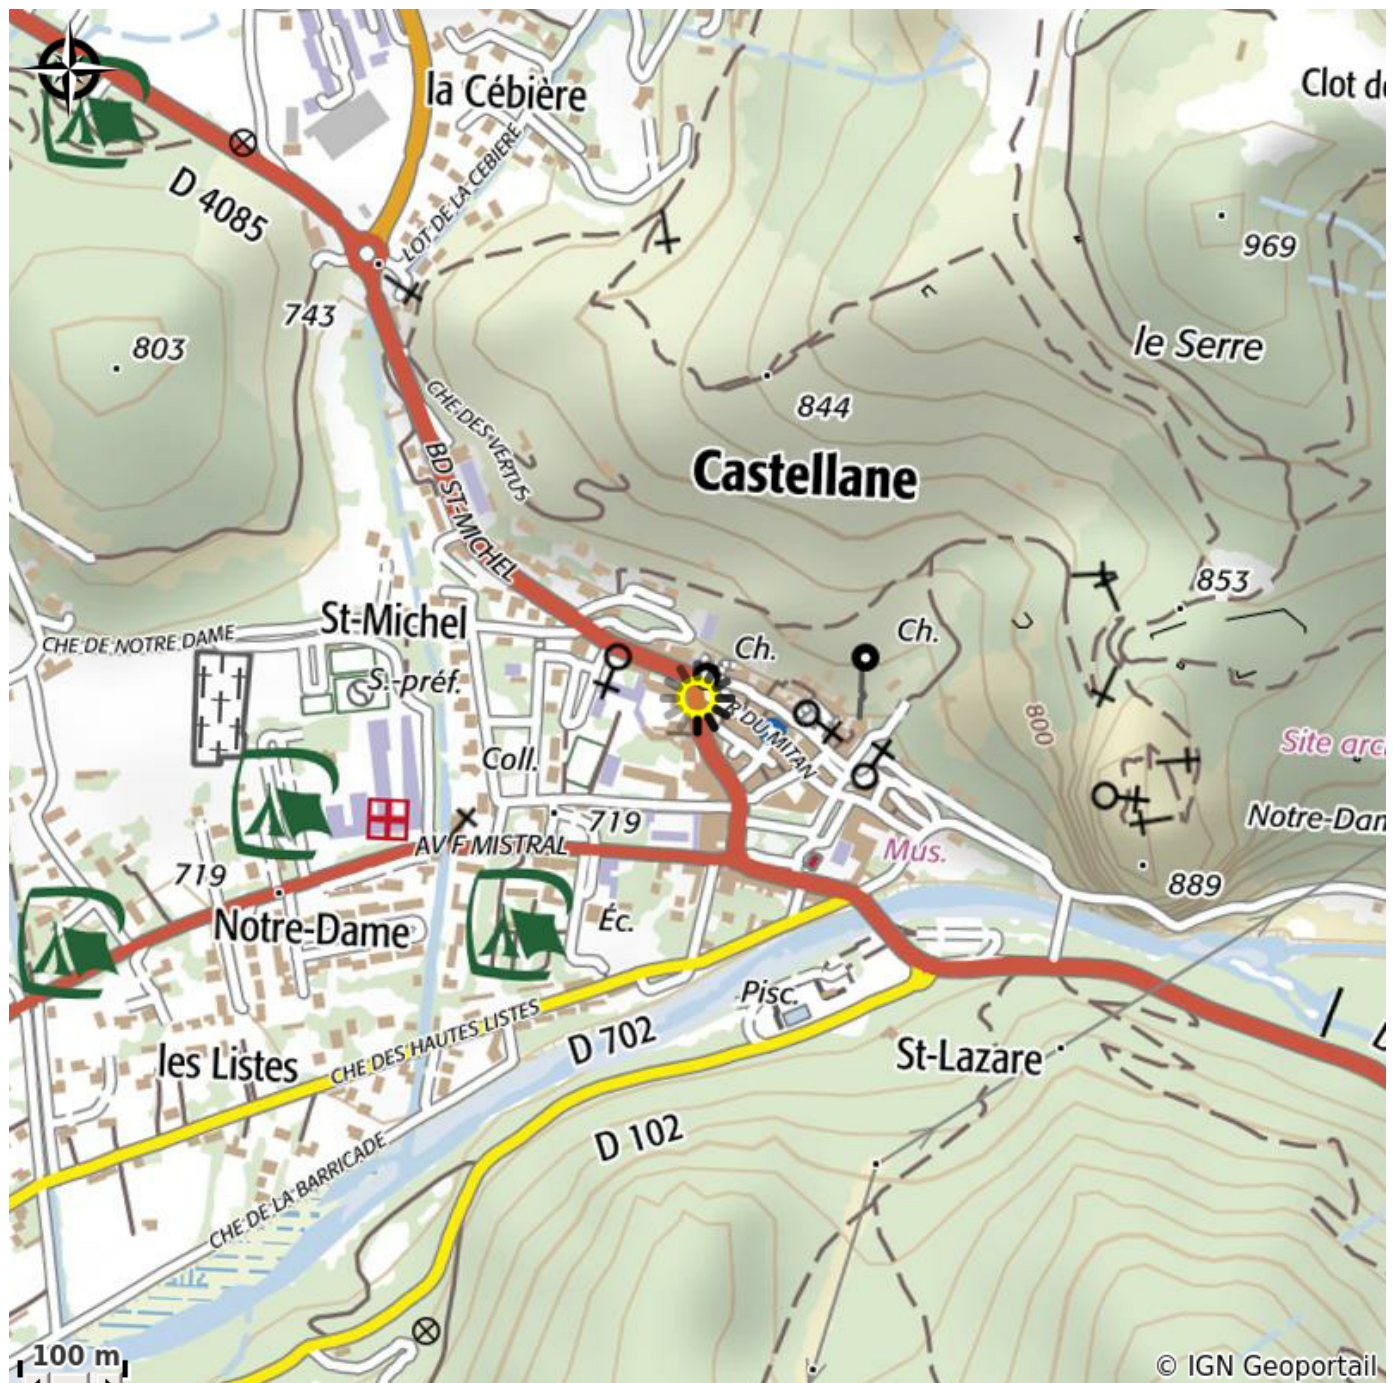 la Cébière
Clot d
LOT DE LA CEBIERE
D 4085
969
743
le Serre
803
844
CHE DES VERTUS
Castellane
BD ST-MICHEL
853
St-Michel
CHE DE NOTRE DAME
Ch.
Ch.
S.-préf.
800
R DU MITAN
Site arc
Coll.
719
Notre-Dam
AV F MISTRAL
Mus.
719
889
Notre-Dame
Éc.
Pisc.
CHE DES HAUTES LISTES
D 702
les Listes
St-Lazare
D 102
CHE DE LA BARRICADE
100 m
© IGN Geoportail